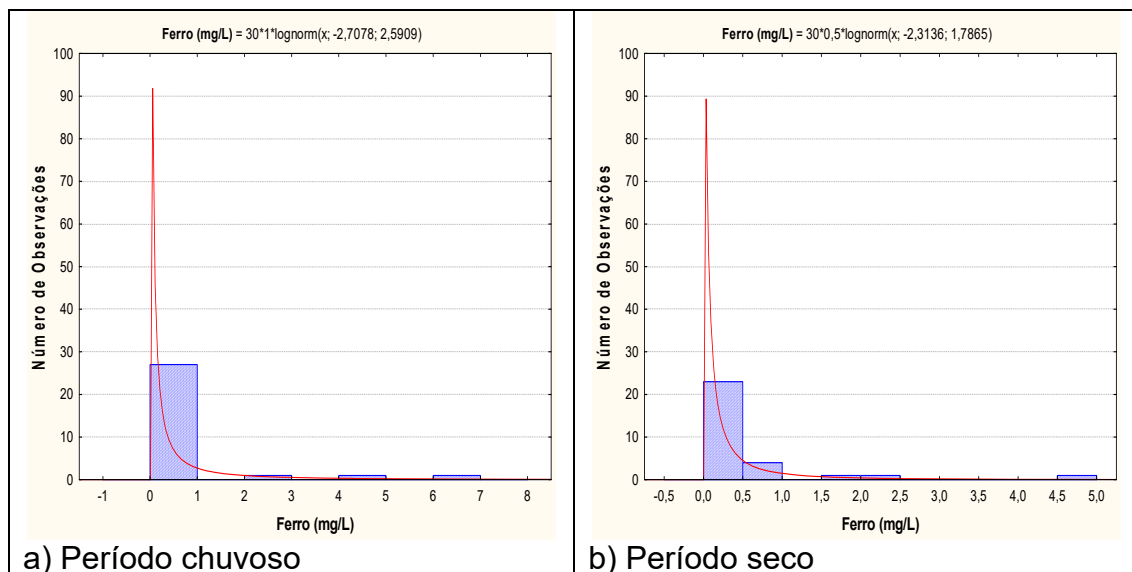 Ferro (mg/L) = 30*1*lognorm(x; -2,7078; 2,5909)
100
90
80
70
60
50
40
30
20
10
0
Número de Observações
-1 0 1 2 3 4 5 6 7 8
Ferro (mg/L)
a) Período chuvoso
Ferro (mg/L) = 30*0,5*lognorm(x; -2,3136; 1,7865)
100
90
80
70
60
50
40
30
20
10
0
Número de Observações
-0,5 0,0 0,5 1,0 1,5 2,0 2,5 3,0 3,5 4,0 4,5 5,0
Ferro (mg/L)
b) Período seco